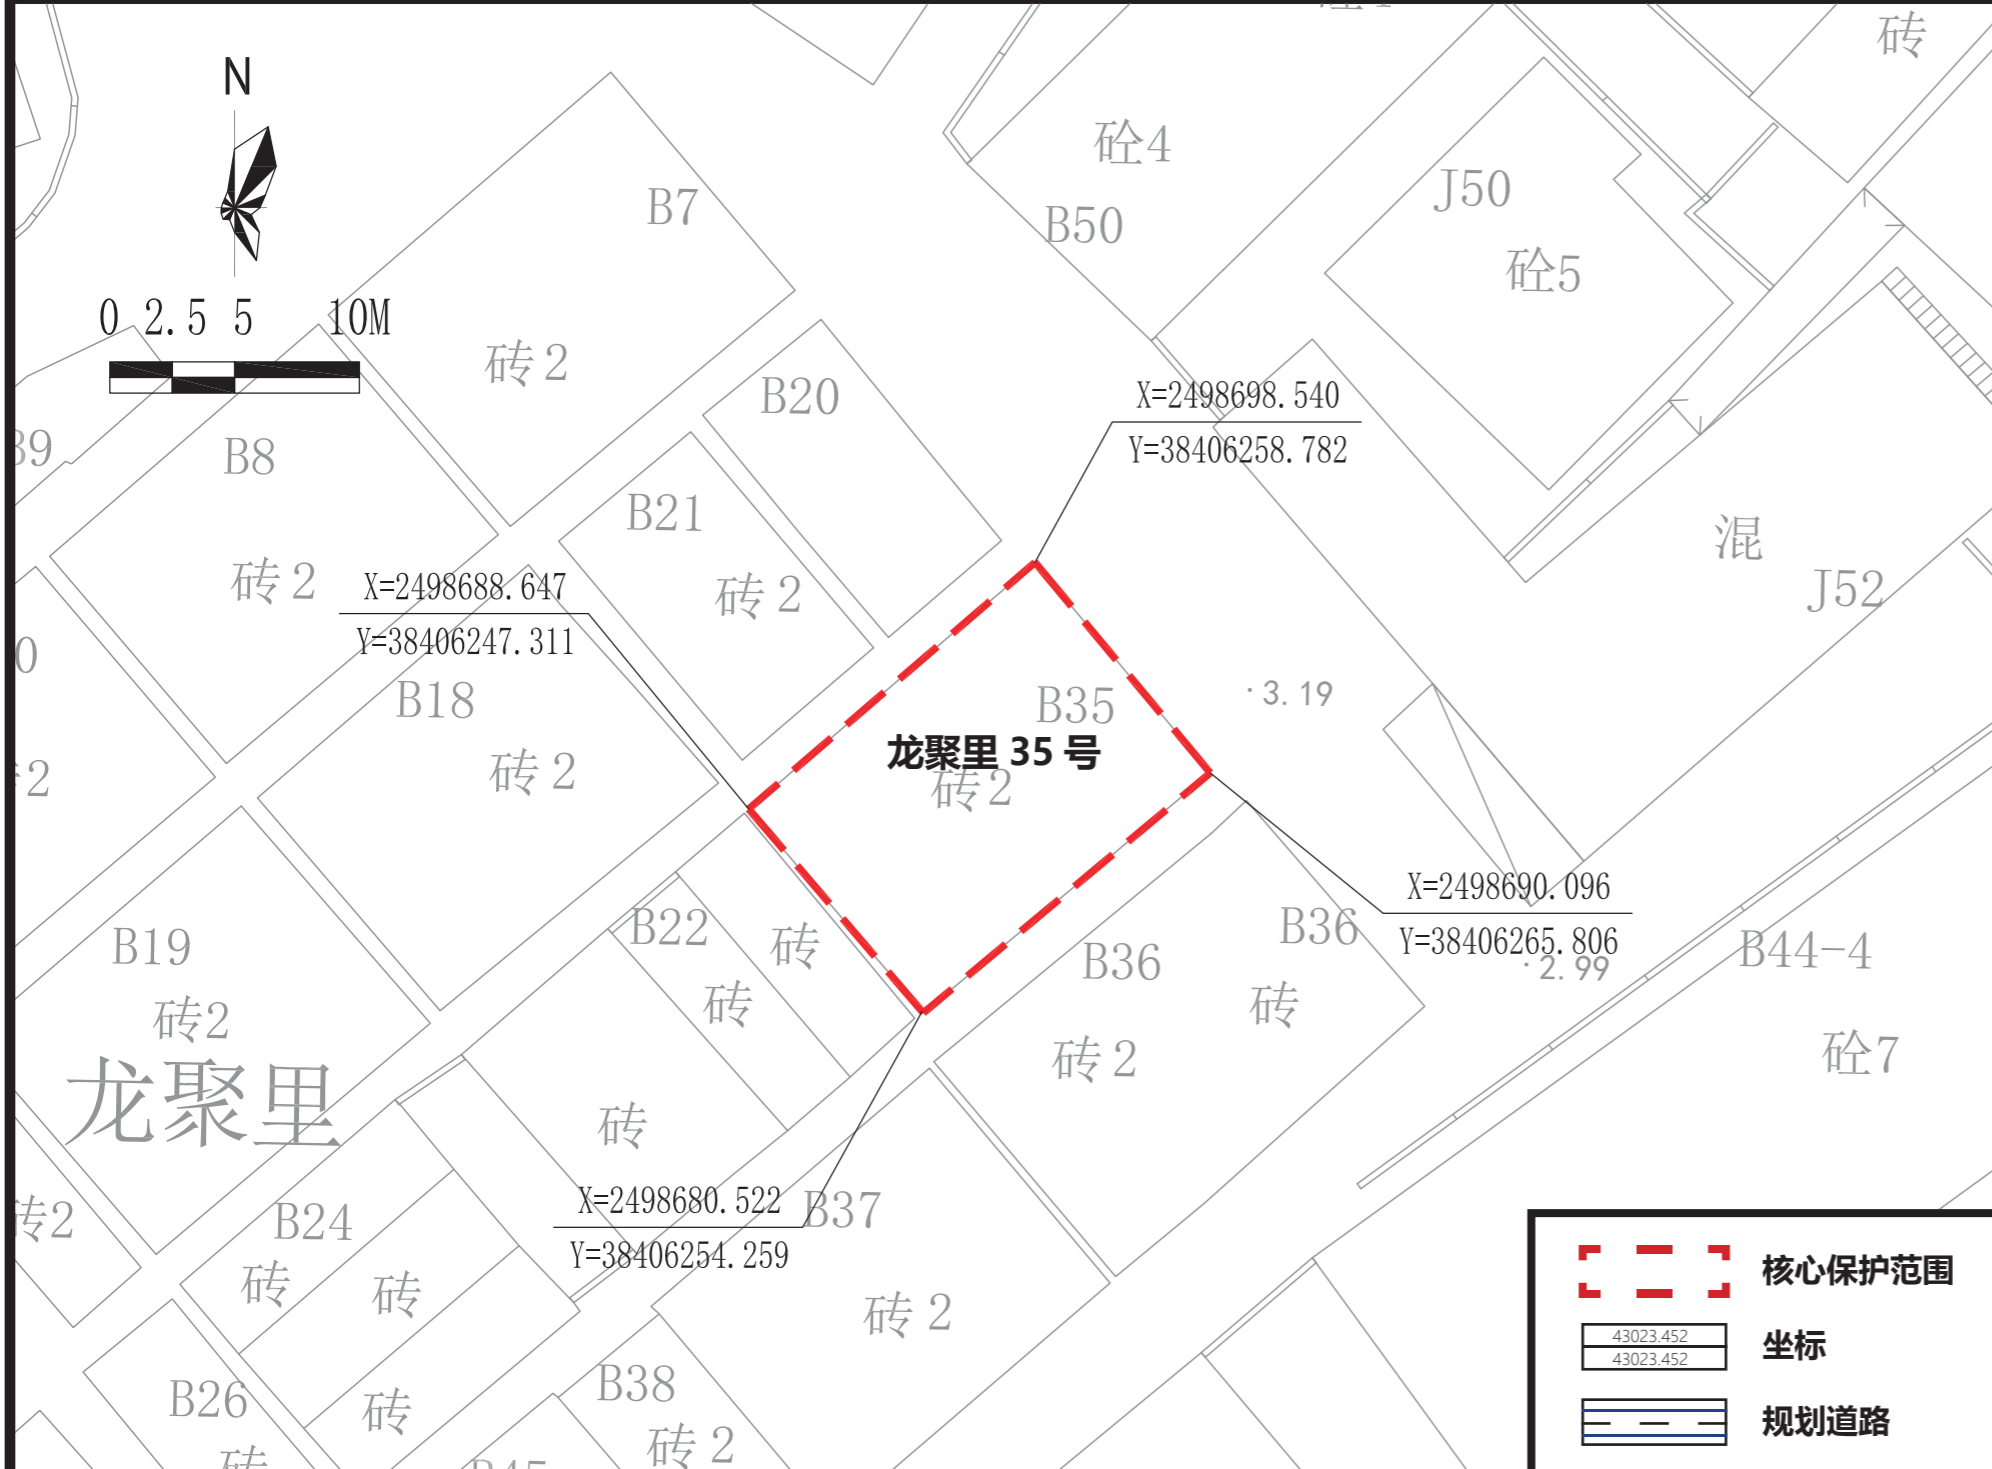 砖
N
砼4
B7
J50
B50
砼5
0 2.5 5 10M
砖2
B20
X=2498698.540
Y=38406258.782
B8
B21
混
砖2
X=2498688.647
Y=38406247.311
砖2
J52
B18
B35
·3.19
龙聚里 35 号
砖2
砖2
X=2498690.096
Y=38406265.806
B22
砖
B36
B36
B19
B44-4
·2.99
砖
砖
砖2
砖2
砼7
龙聚里
砖
X=2498680.522
Y=38406254.259
B37
砖2
B24
砖
砖
砖2
核心保护范围
43023.452
43023.452
坐标
B26
砖
B38
规划道路
砖2